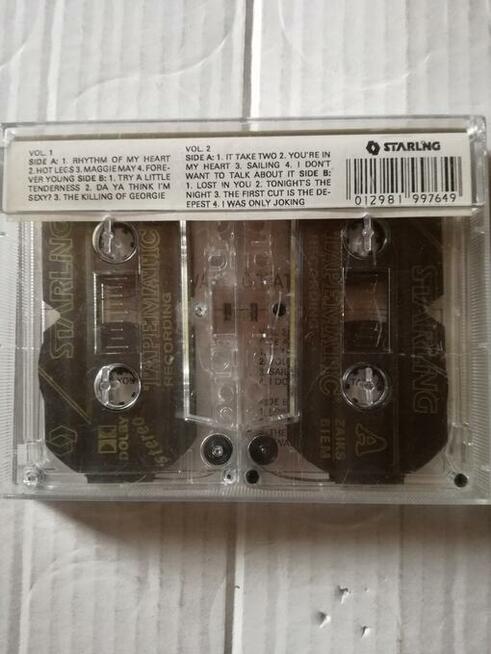 VOL. 1
SIDE A: 1. RHYTHM OF MY HEART
2. HOT LEGS 3. MAGGIE MAY 4. FORE-
VER YOUNG SIDE B: 1. TRY A LITTLE
TENDERNESS 2. DA YA THINK I'M
SEXY? 3. THE KILLING OF GEORGIE
VOL. 2
SIDE A: 1. IT TAKE TWO 2. YOU'RE IN
MY HEART 3. SAILING 4. I DON'T
WANT TO TALK ABOUT IT SIDE B:
1. LOST IN YOU 2. TONIGHT'S THE
NIGHT 3. THE FIRST CUT IS THE DE-
EPEST 4. I WAS ONLY JOKING
STARLING
012981 997649
STARLING
TAPEMATIC
RECORDING
DOLBY
stereo
TAPEMATIC
STARLING
A
ZAIKS
BIEM